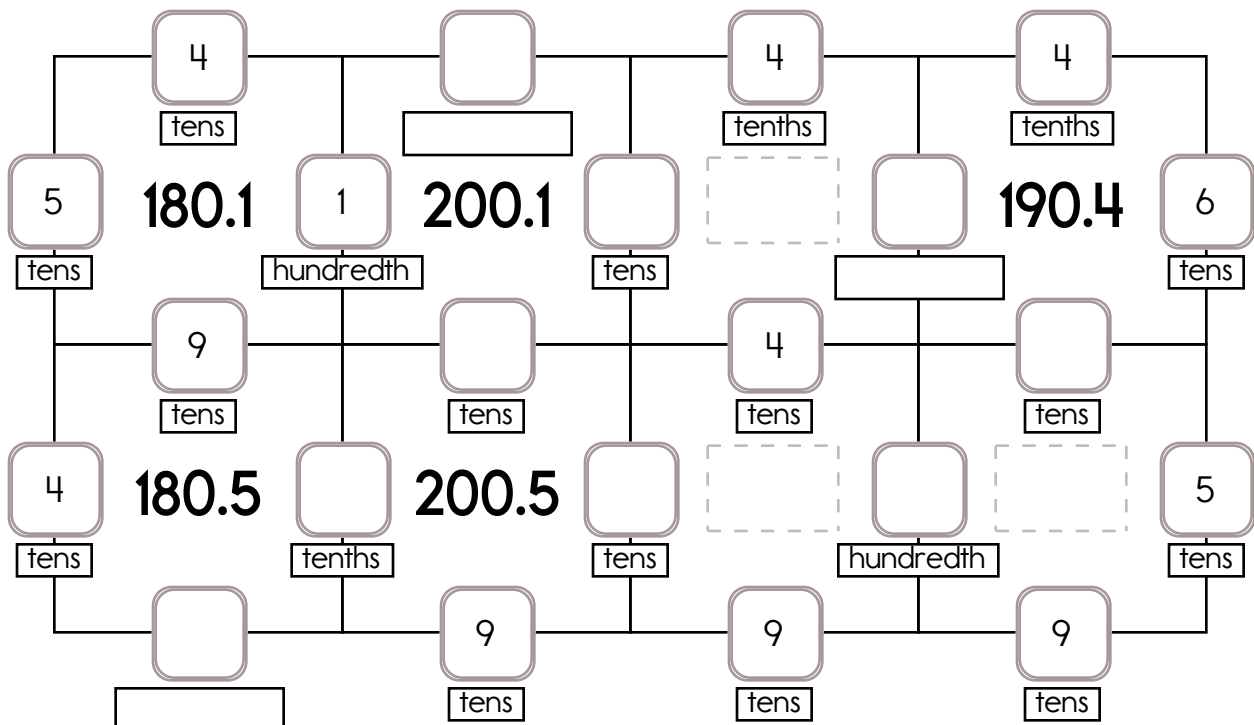 4 4 4
tens tenths tenths
5 180.1 1 200.1 190.4 6
tens hundredth tens tens
9 4
tens tens tens tens
4 180.5 200.5 5
tens tenths tens hundredth tens
9 9 9
tens tens tens